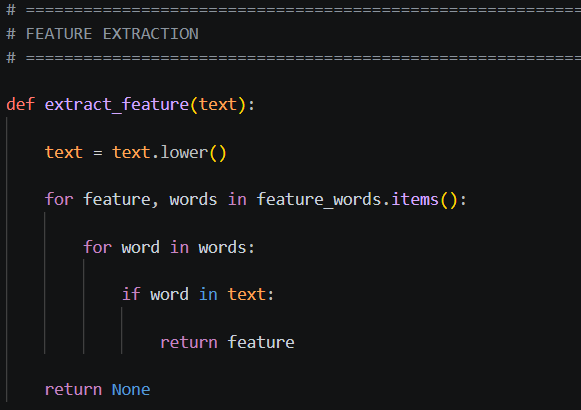 # ==========================================================
# FEATURE EXTRACTION
# ==========================================================
def extract_feature(text):
text = text.lower()
for feature, words in feature_words.items():
for word in words:
if word in text:
return feature
return None